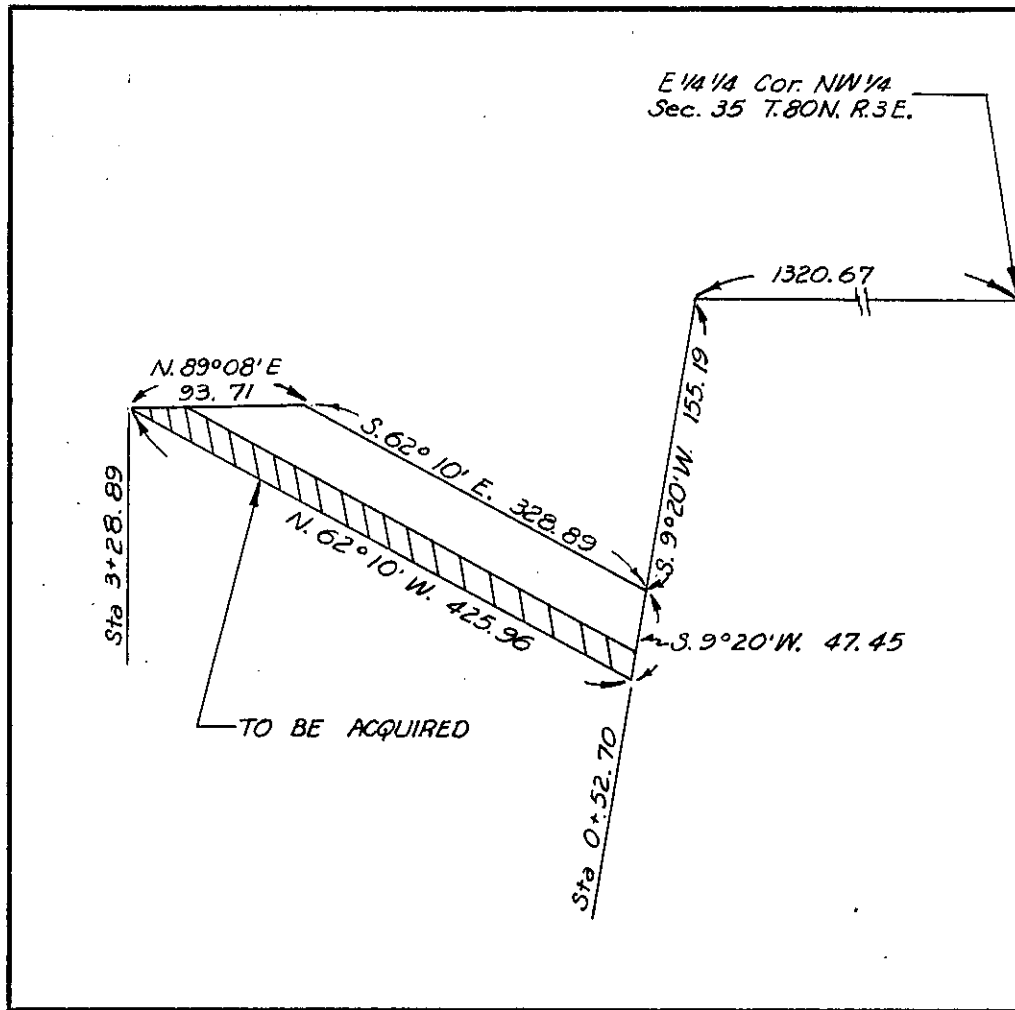 E 1/4 1/4 Cor. NW 1/4
Sec. 35 T.80N. R.3E.
1320.67
N. 89°08' E
93.71
S. 9°20' W. 155.19
S. 62° 10' E. 328.89
Sta 3+28.89
N. 62° 10' W. 425.96
S. 9°20' W. 47.45
TO BE ACQUIRED
Sta 0+52.70